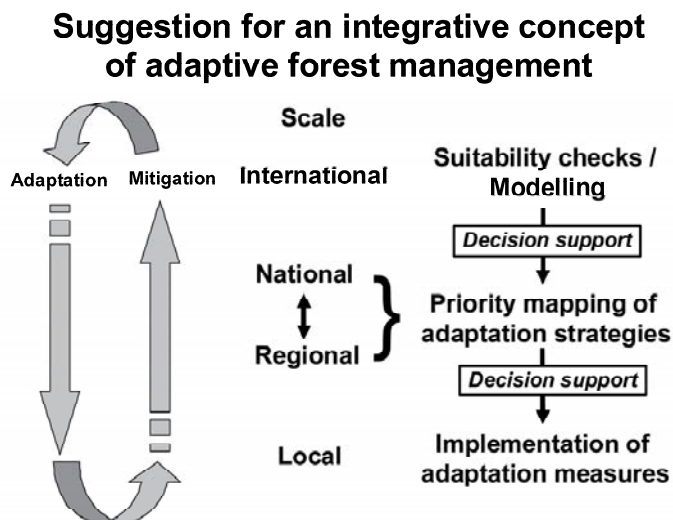 Suggestion for an integrative concept
of adaptive forest management
Scale
Adaptation
Mitigation
International
Suitability checks /
Modelling
Decision support
National
Regional
Priority mapping of
adaptation strategies
Decision support
Local
Implementation of
adaptation measures